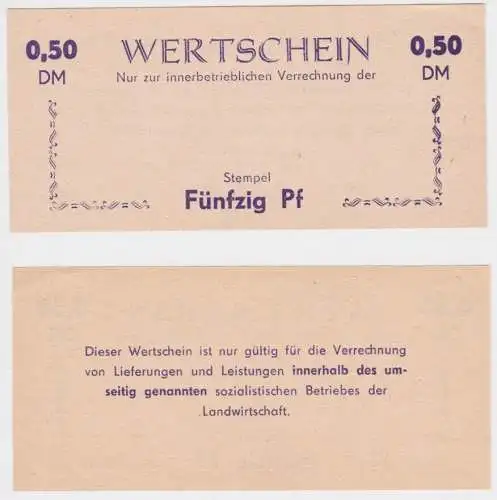 0,50 WERTSCHEIN 0,50
DM Nur zur innerbetrieblichen Verrechnung der DM
Stempel
Fünfzig Pf
Dieser Wertschein ist nur gültig für die Verrechnung
von Lieferungen und Leistungen innerhalb des um-
seitig genannten sozialistischen Betriebes der
Landwirtschaft.